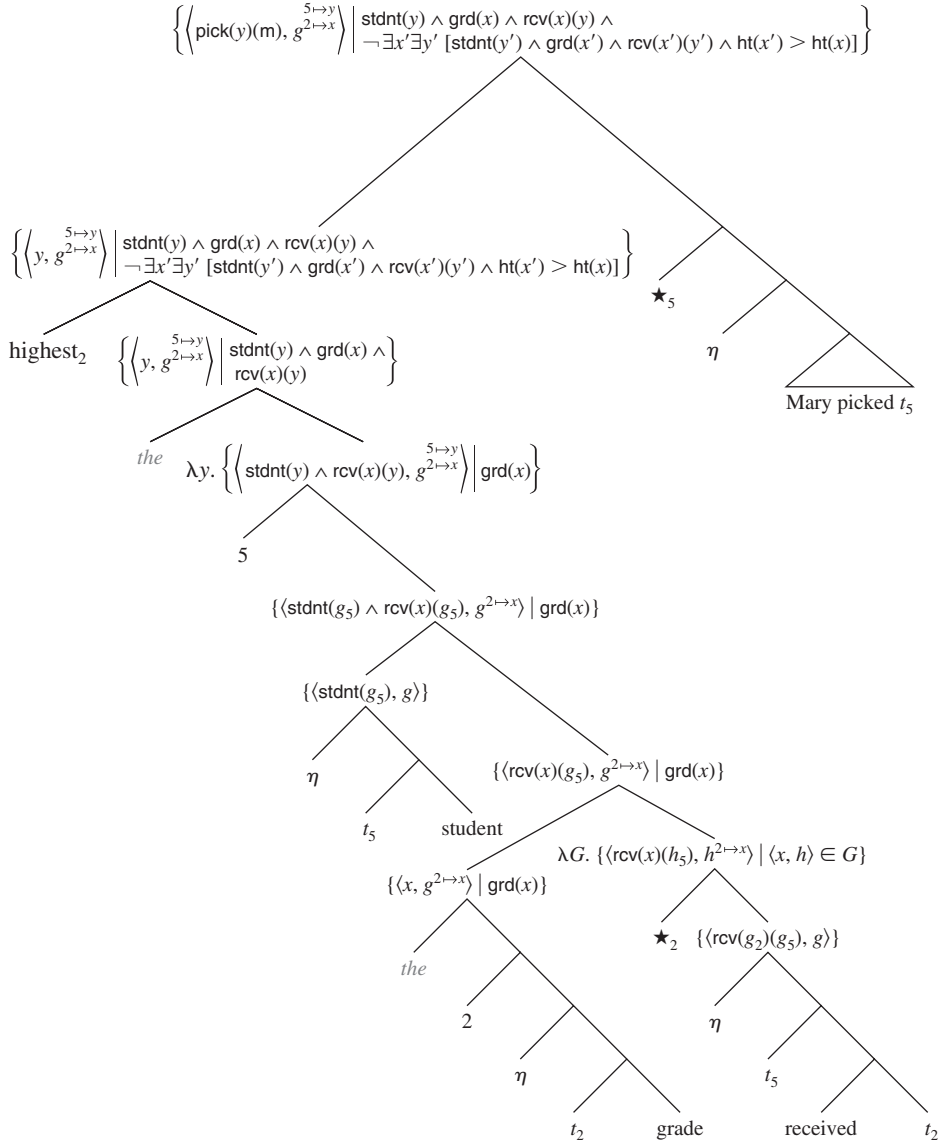 {⟨pick(y)(m), g^{5↦y 2↦x}⟩ | stdnt(y) ∧ grd(x) ∧ rcv(x)(y) ∧
¬∃x′∃y′ [stdnt(y′) ∧ grd(x′) ∧ rcv(x′)(y′) ∧ ht(x′) > ht(x)]}
{⟨y, g^{5↦y 2↦x}⟩ | stdnt(y) ∧ grd(x) ∧ rcv(x)(y) ∧
¬∃x′∃y′ [stdnt(y′) ∧ grd(x′) ∧ rcv(x′)(y′) ∧ ht(x′) > ht(x)]}
★₅
highest₂
{⟨y, g^{5↦y 2↦x}⟩ | stdnt(y) ∧ grd(x) ∧
rcv(x)(y)}
η
Mary picked t₅
the
λy. {⟨stdnt(y) ∧ rcv(x)(y), g^{5↦y 2↦x}⟩ | grd(x)}
5
{⟨stdnt(g₅) ∧ rcv(x)(g₅), g^{2↦x}⟩ | grd(x)}
{⟨stdnt(g₅), g⟩}
η
{⟨rcv(x)(g₅), g^{2↦x}⟩ | grd(x)}
t₅
student
λG. {⟨rcv(x)(h₅), h^{2↦x}⟩ | ⟨x, h⟩ ∈ G}
{⟨x, g^{2↦x}⟩ | grd(x)}
★₂
{⟨rcv(g₂)(g₅), g⟩}
the
2
η
η
t₅
t₂
grade
received
t₂